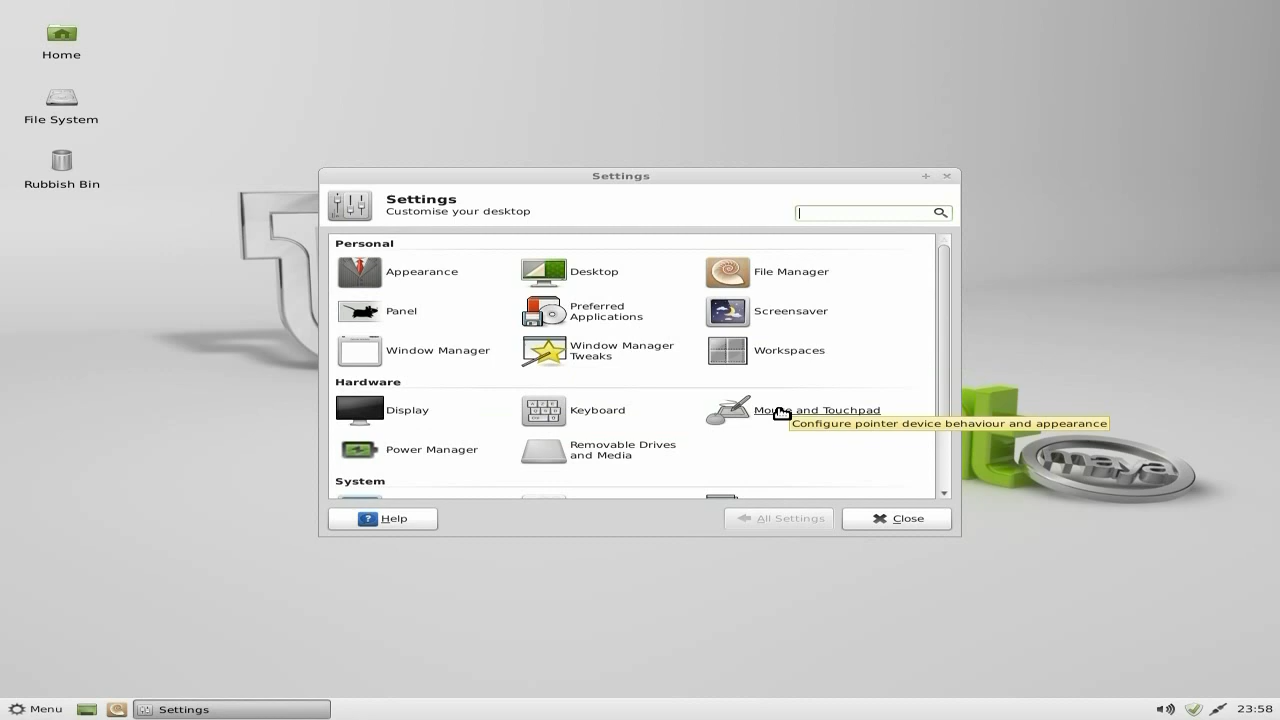 Home
File System
Rubbish Bin
Settings
Settings
Customise your desktop
Personal
Appearance
Desktop
File Manager
Panel
Preferred
Applications
Screensaver
Window Manager
Window Manager
Tweaks
Workspaces
Hardware
Display
Keyboard
and Touchpad
Configure pointer device behaviour and appearance
Power Manager
Removable Drives
and Media
System
Help
All Settings
Close
maya
Menu
Settings
23:58